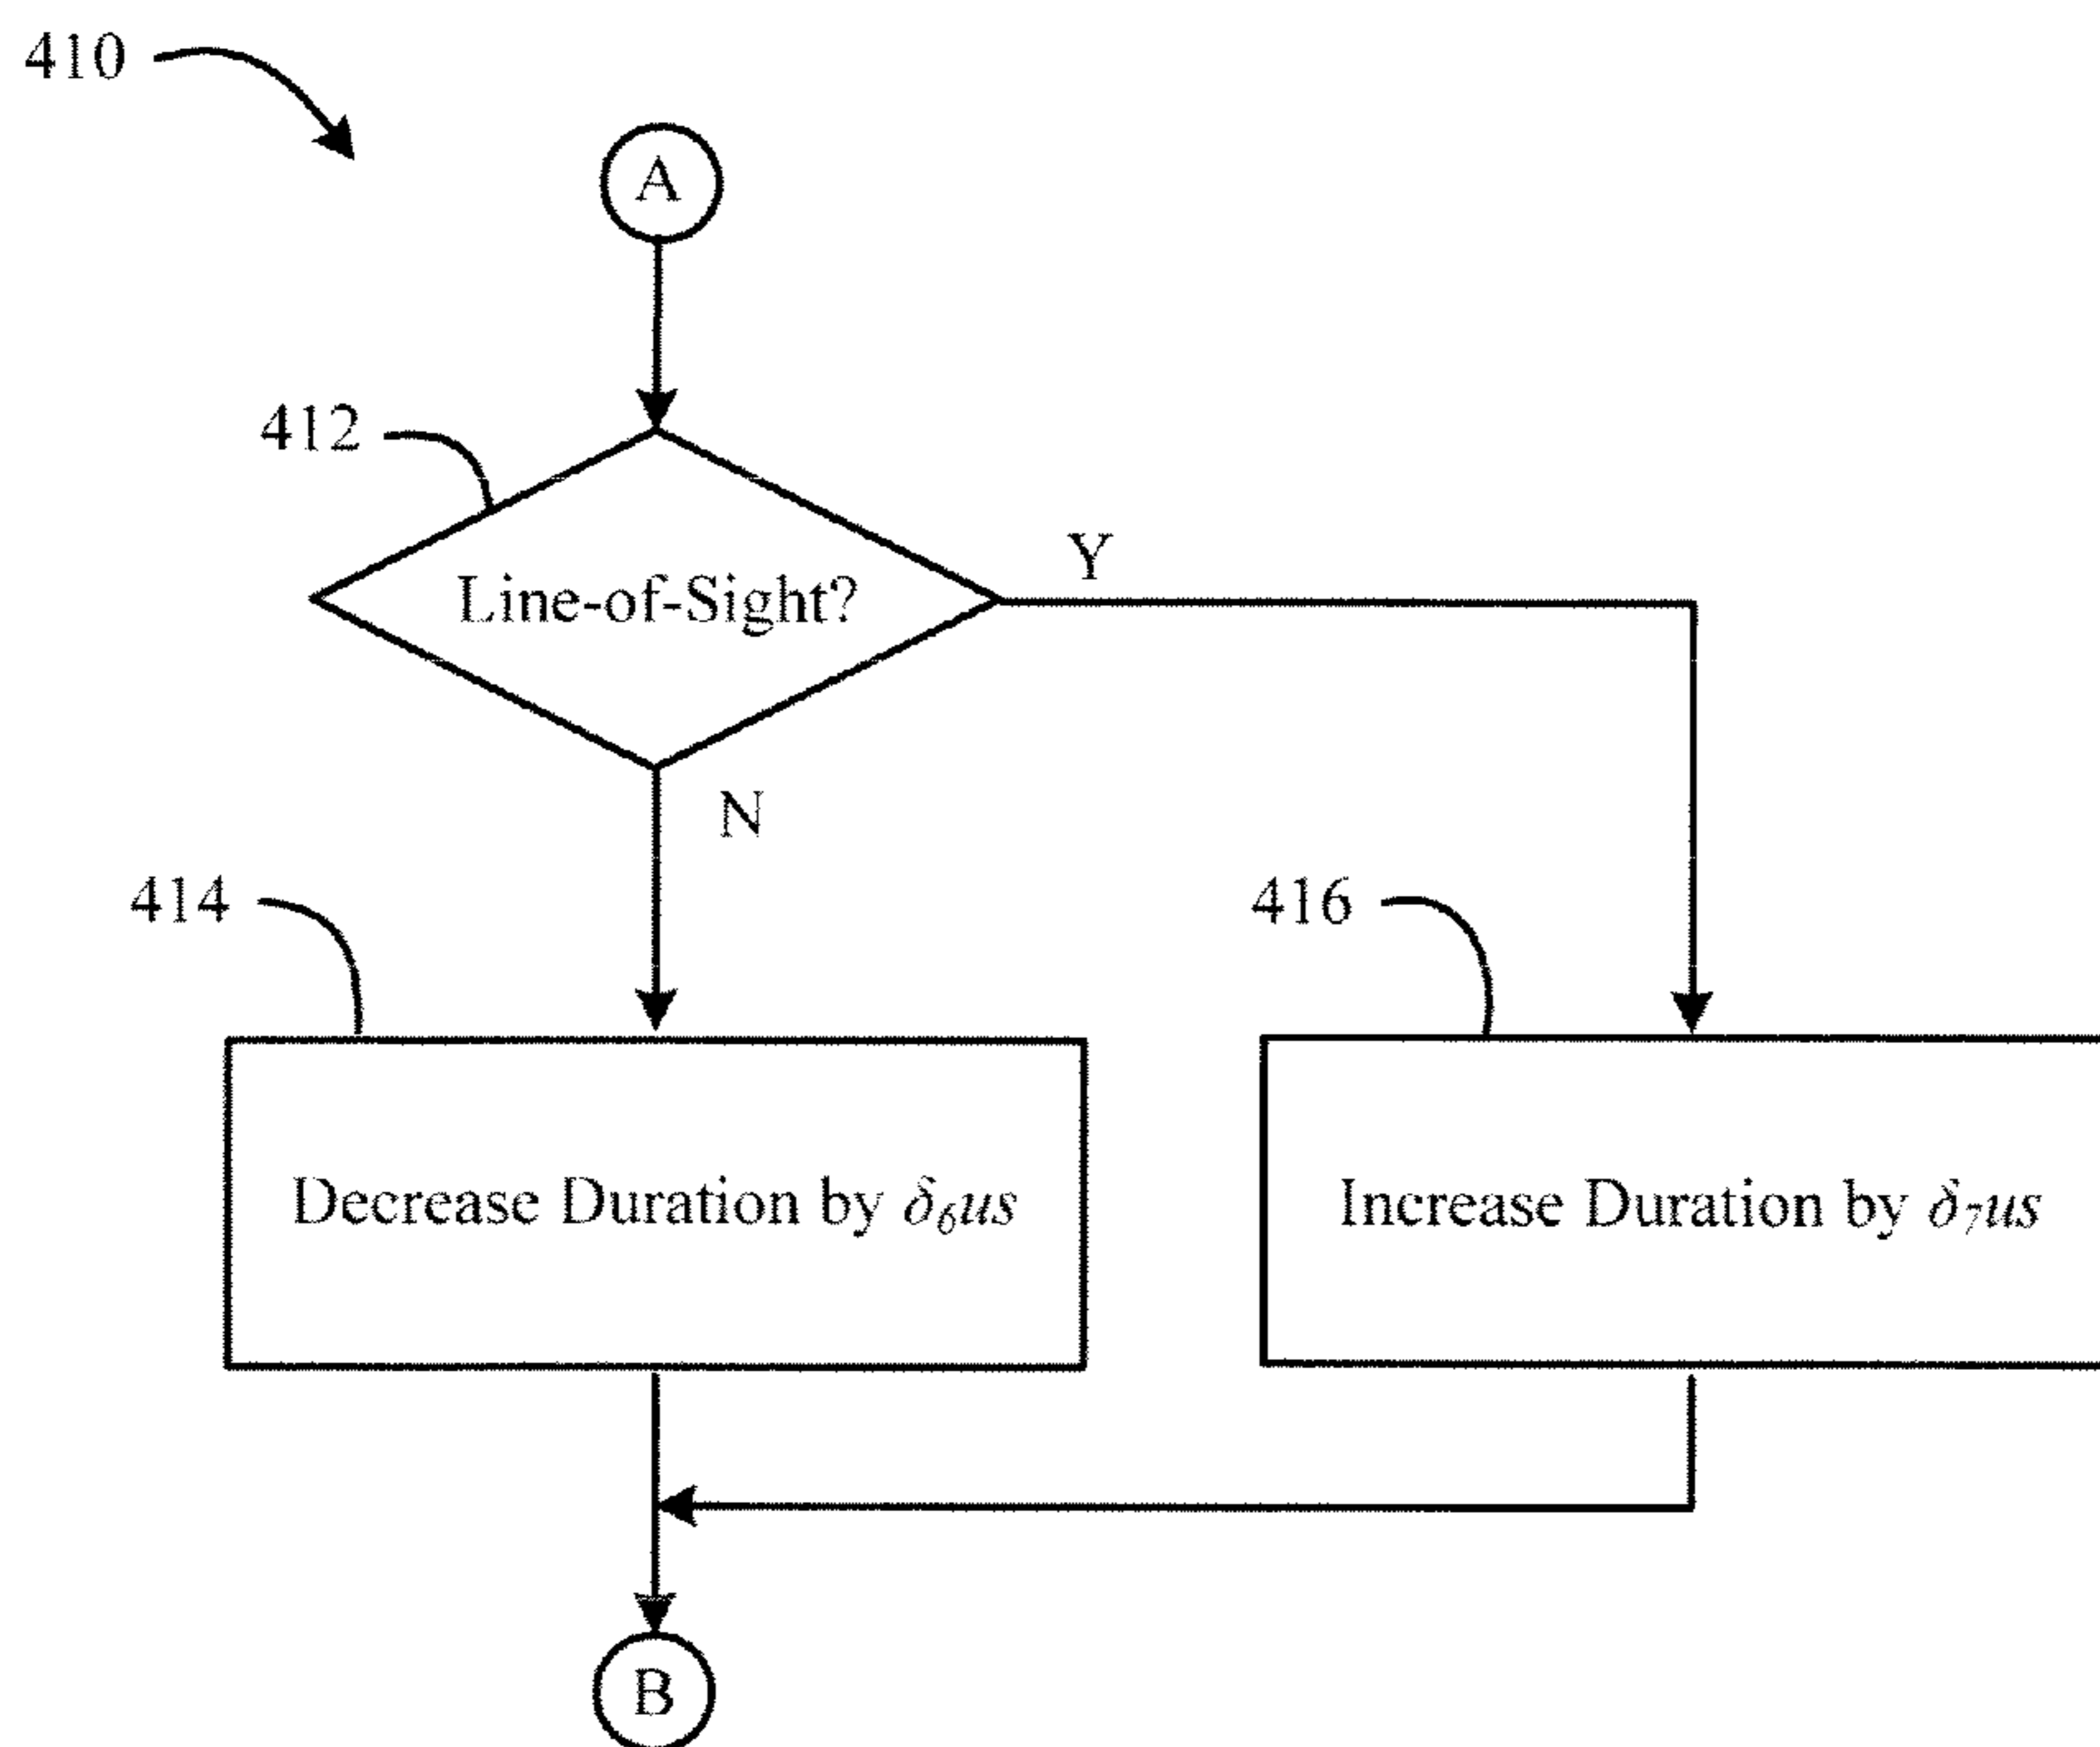 410
A
412
Line-of-Sight?
Y
N
414
416
Decrease Duration by δ₆us
Increase Duration by δ₇us
B